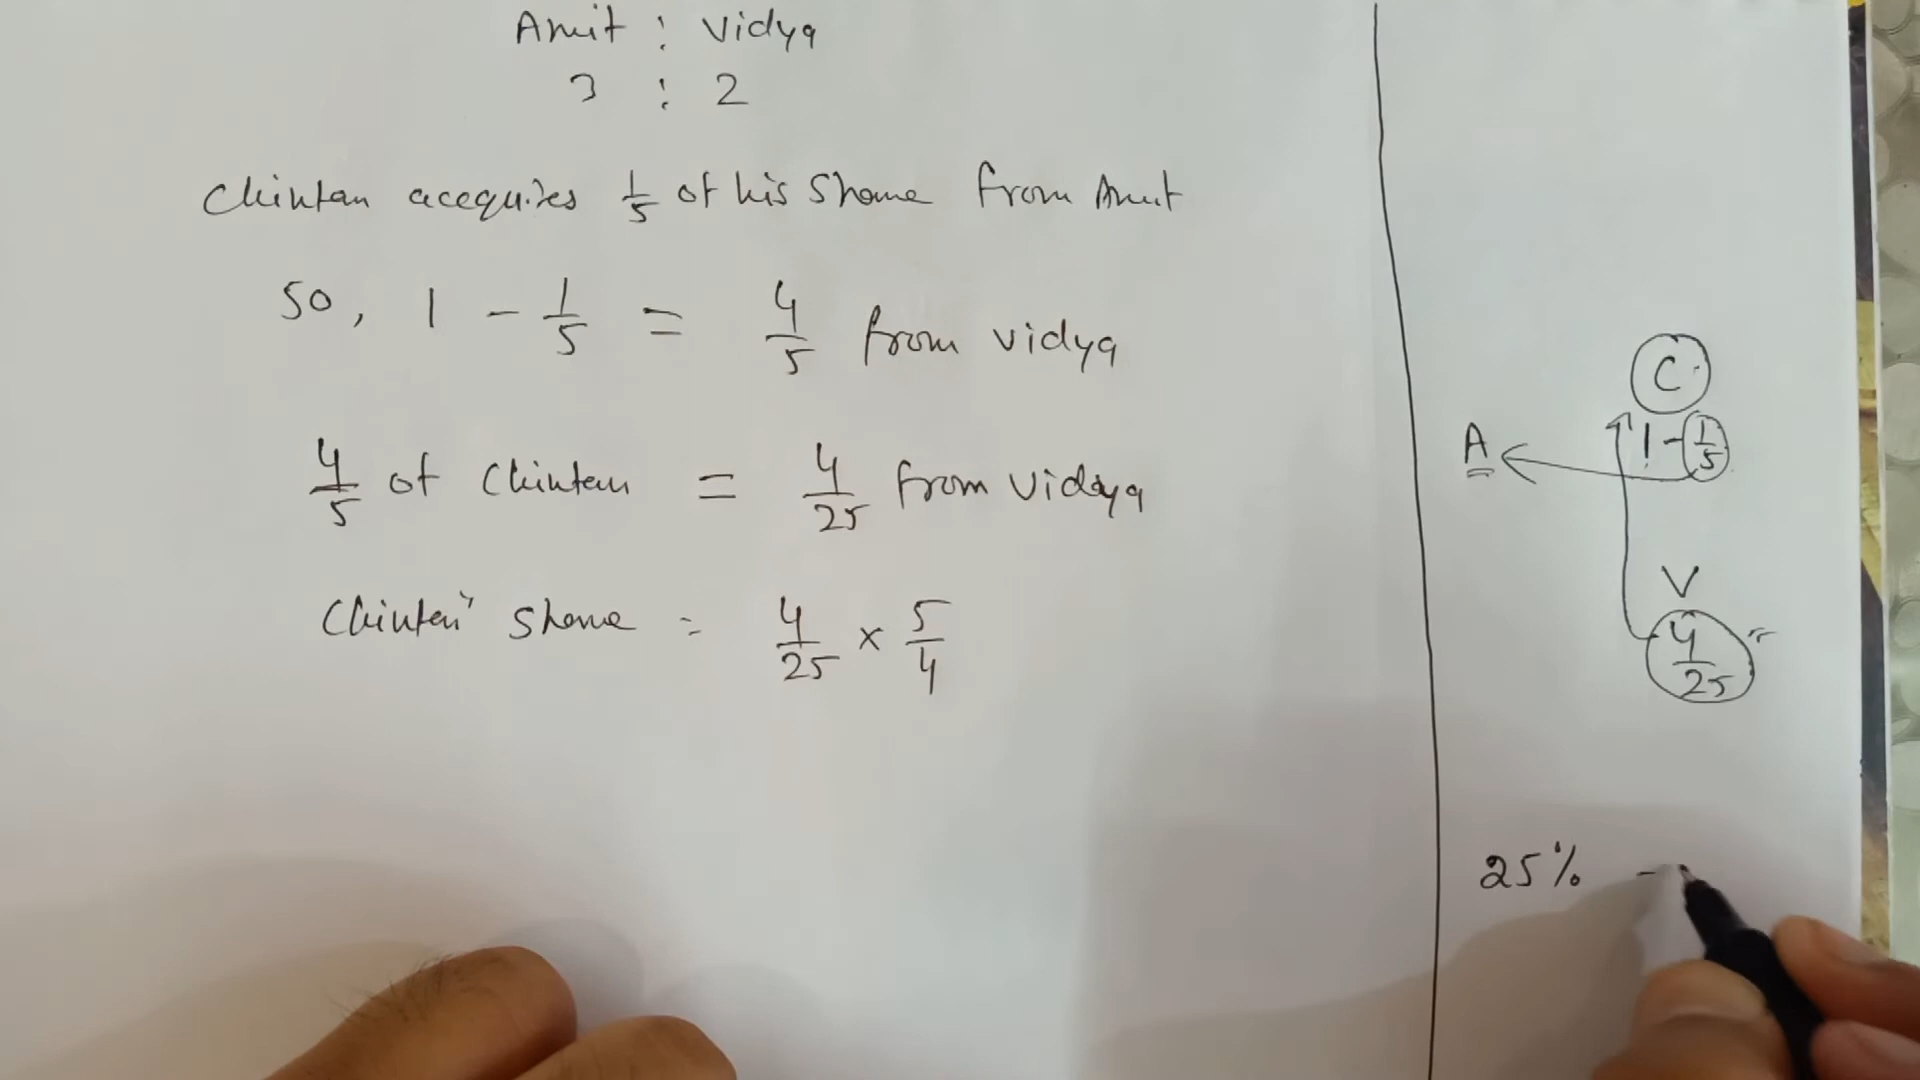 Amit : Vidya
3 : 2
Chintan acequires 1/5 of his Share from Amit
So, 1 - 1/5 = 4/5 from Vidya
4/5 of Chintan = 4/25 from Vidya
Chintan's Share = 4/25 x 5/4
C
A 1 - 1/5
V
4/25
25% -